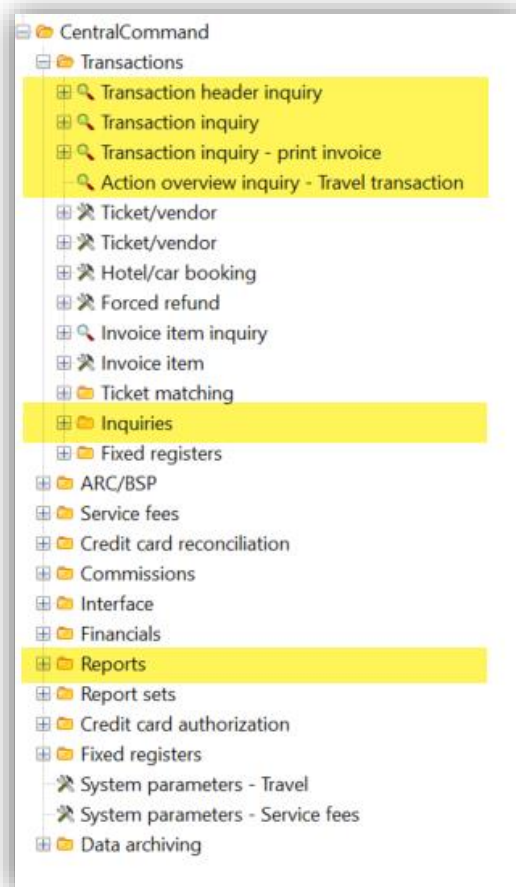 CentralCommand
Transactions
Transaction header inquiry
Transaction inquiry
Transaction inquiry - print invoice
Action overview inquiry - Travel transaction
Ticket/vendor
Ticket/vendor
Hotel/car booking
Forced refund
Invoice item inquiry
Invoice item
Ticket matching
Inquiries
Fixed registers
ARC/BSP
Service fees
Credit card reconciliation
Commissions
Interface
Financials
Reports
Report sets
Credit card authorization
Fixed registers
System parameters - Travel
System parameters - Service fees
Data archiving